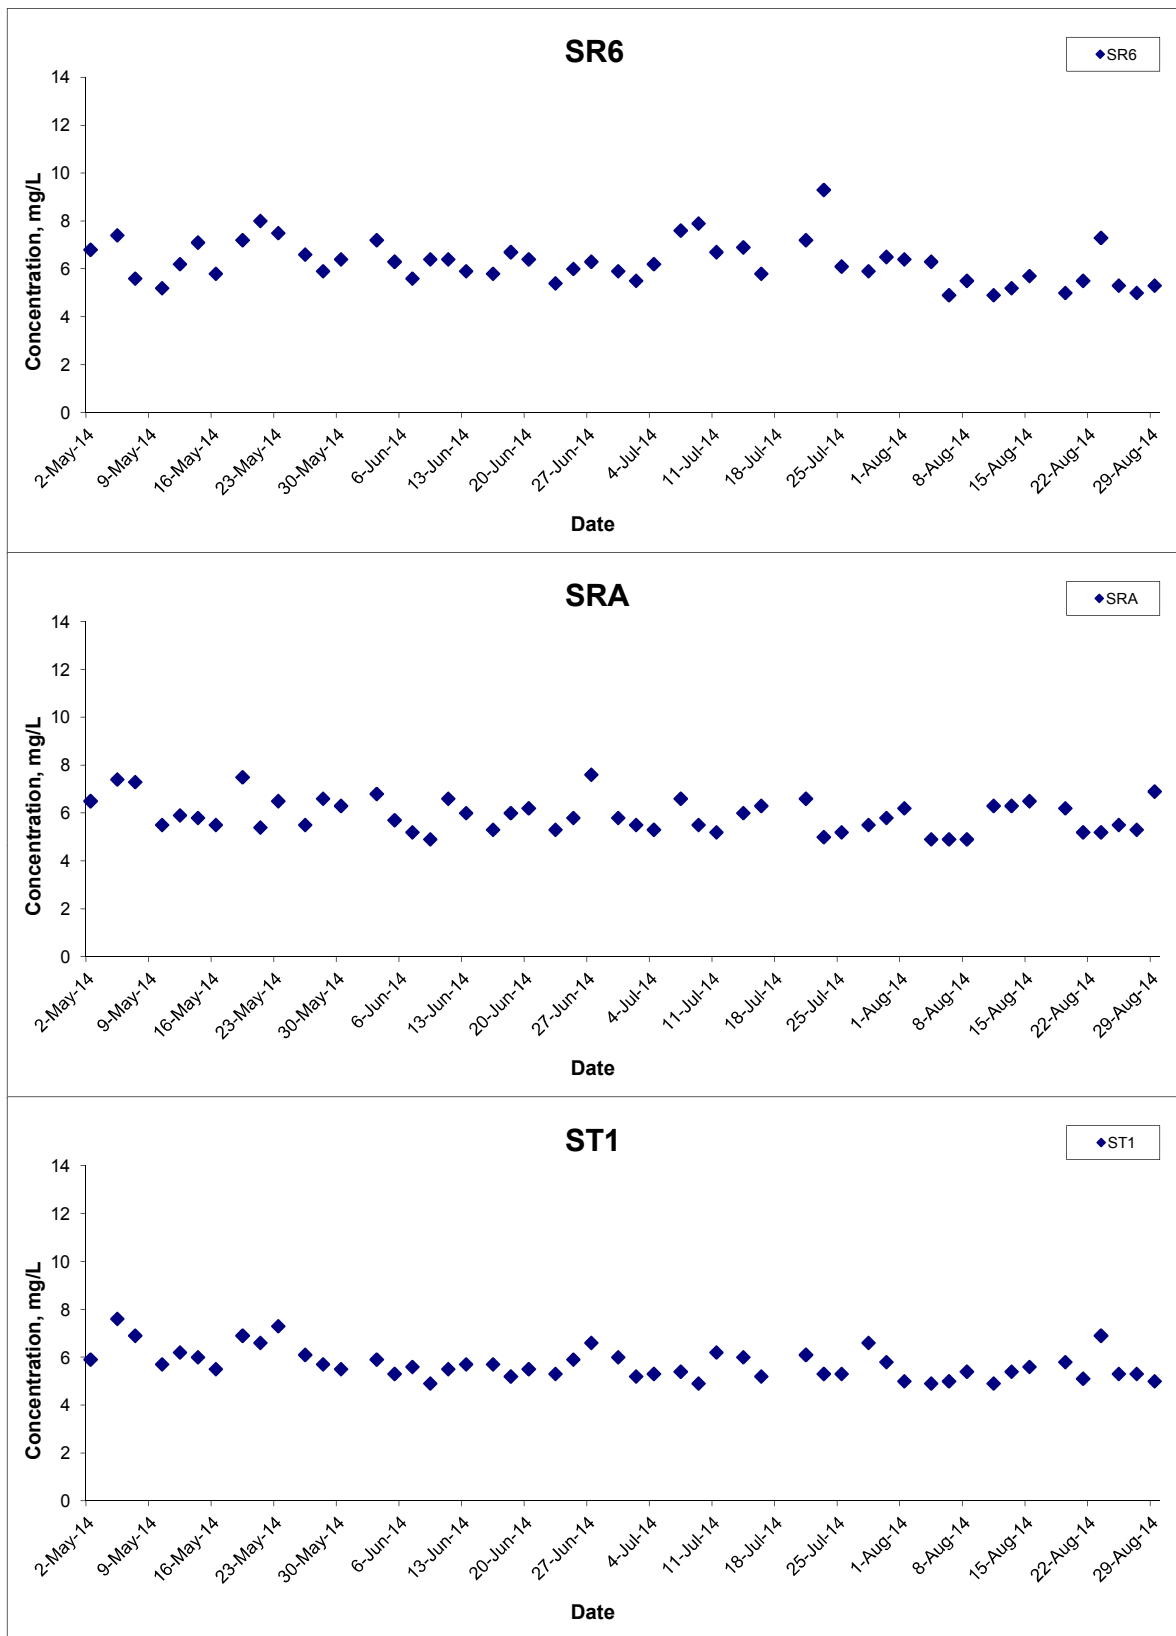 SR6
SR6
14
12
10
8
6
4
2
0
Concentration, mg/L
2-May-14 9-May-14 16-May-14 23-May-14 30-May-14 6-Jun-14 13-Jun-14 20-Jun-14 27-Jun-14 4-Jul-14 11-Jul-14 18-Jul-14 25-Jul-14 1-Aug-14 8-Aug-14 15-Aug-14 22-Aug-14 29-Aug-14
Date
SRA
SRA
14
12
10
8
6
4
2
0
Concentration, mg/L
2-May-14 9-May-14 16-May-14 23-May-14 30-May-14 6-Jun-14 13-Jun-14 20-Jun-14 27-Jun-14 4-Jul-14 11-Jul-14 18-Jul-14 25-Jul-14 1-Aug-14 8-Aug-14 15-Aug-14 22-Aug-14 29-Aug-14
Date
ST1
ST1
14
12
10
8
6
4
2
0
Concentration, mg/L
2-May-14 9-May-14 16-May-14 23-May-14 30-May-14 6-Jun-14 13-Jun-14 20-Jun-14 27-Jun-14 4-Jul-14 11-Jul-14 18-Jul-14 25-Jul-14 1-Aug-14 8-Aug-14 15-Aug-14 22-Aug-14 29-Aug-14
Date